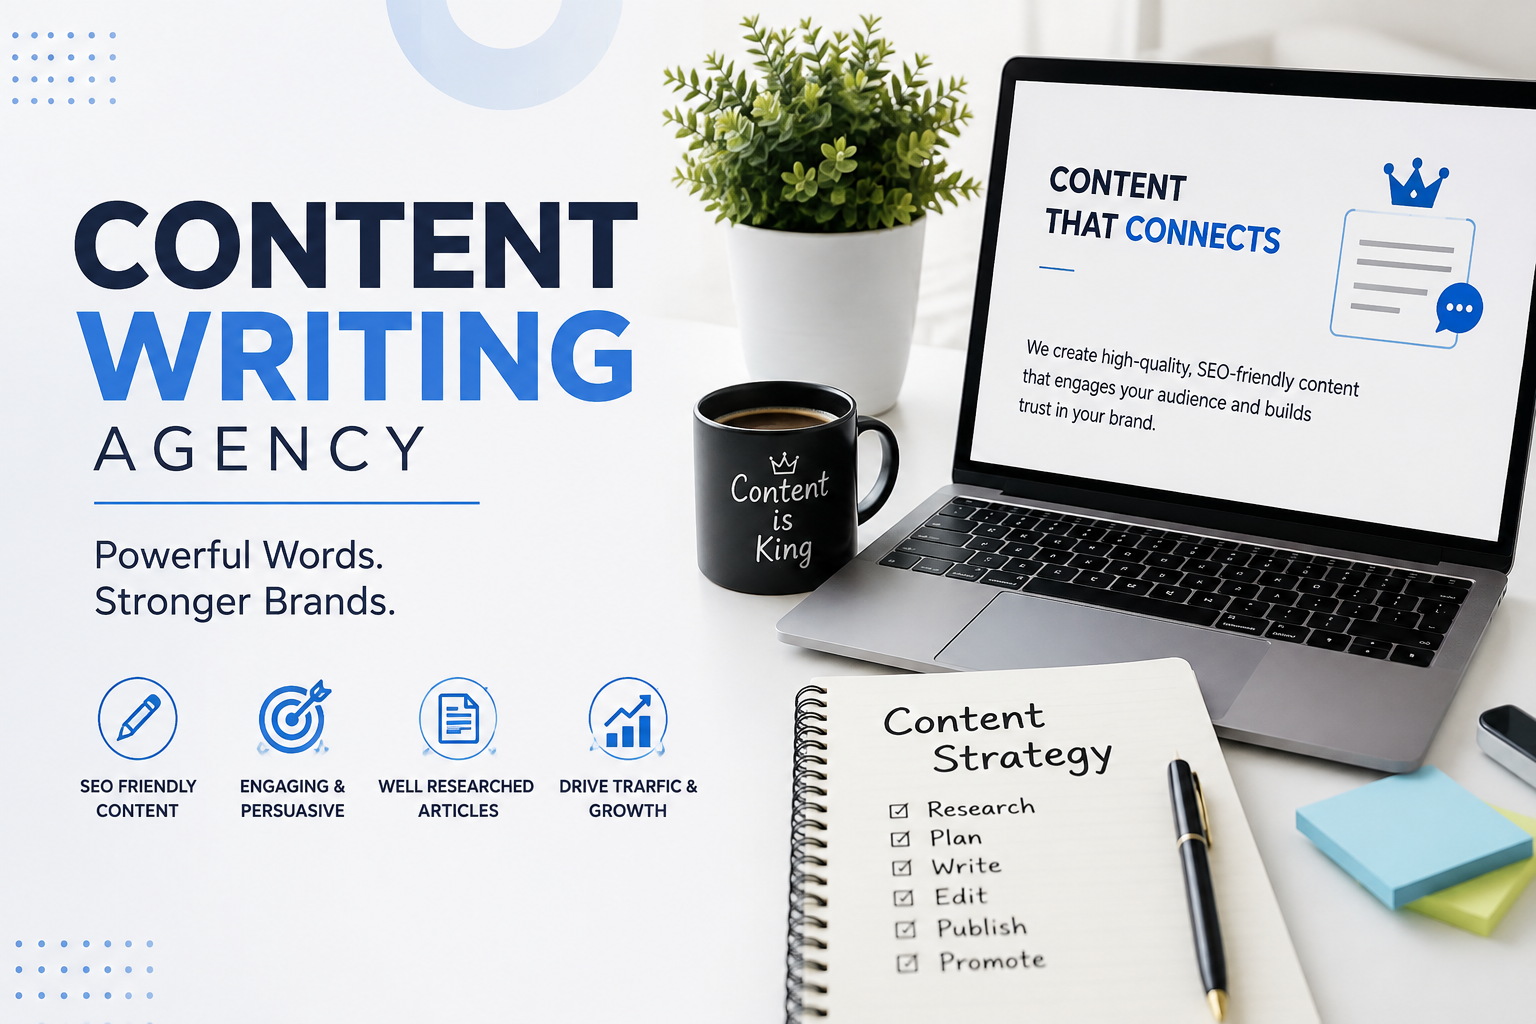 CONTENT
WRITING
AGENCY
Powerful Words.
Stronger Brands.
SEO FRIENDLY
CONTENT
ENGAGING &
PERSUASIVE
WELL RESEARCHED
ARTICLES
DRIVE TRARFIC &
GROWTH
Content
is
King
CONTENT
THAT CONNECTS
We create high-quality, SEO-friendly content
that engages your audience and builds
trust in your brand.
Content
Strategy
Research
Plan
Write
Edit
Publish
Promote